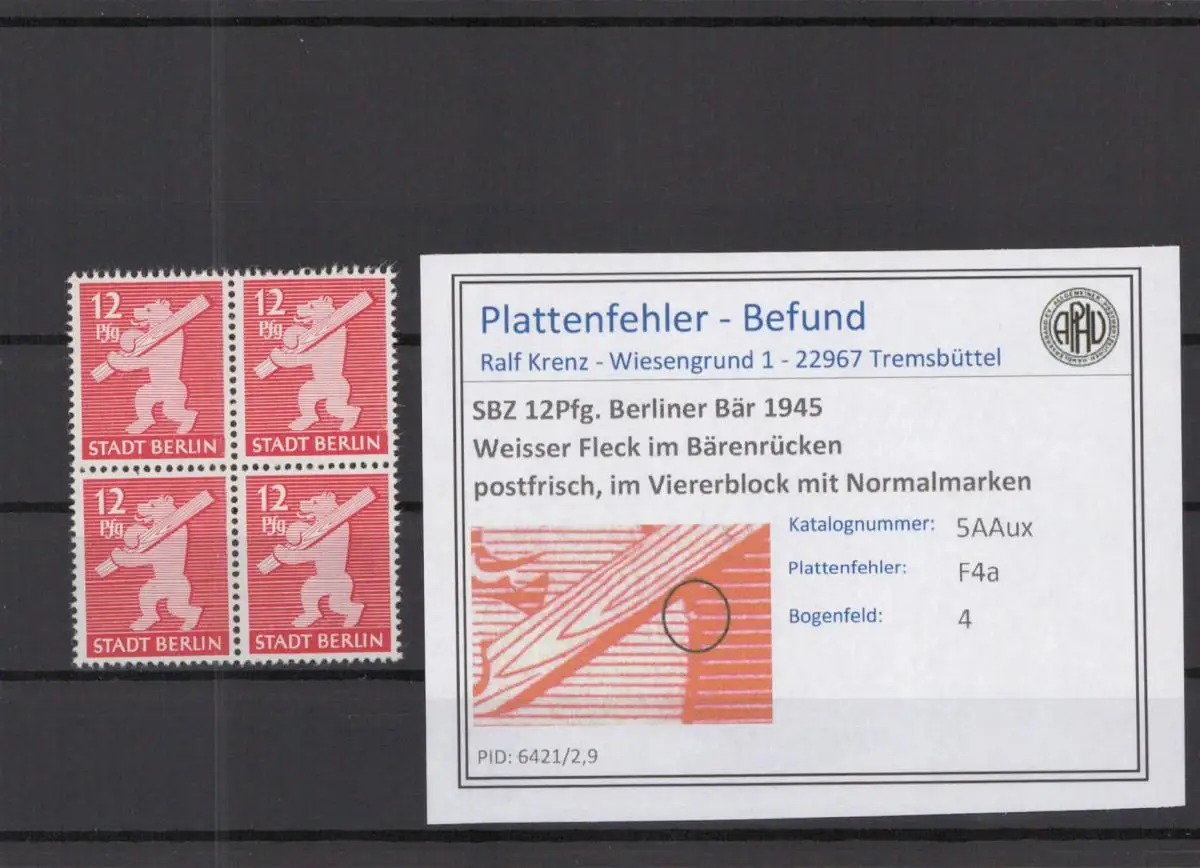 12
Pfg
STADT BERLIN
12
Pfg
STADT BERLIN
12
Pfg
STADT BERLIN
12
Pfg
STADT BERLIN
Plattenfehler - Befund
Ralf Krenz - Wiesengrund 1 - 22967 Tremsbüttel
APHV
SBZ 12Pfg. Berliner Bär 1945
Weisser Fleck im Bärenrücken
postfrisch, im Viererblock mit Normalmarken
Katalognummer: 5AAux
Plattenfehler: F4a
Bogenfeld: 4
PID: 6421/2,9